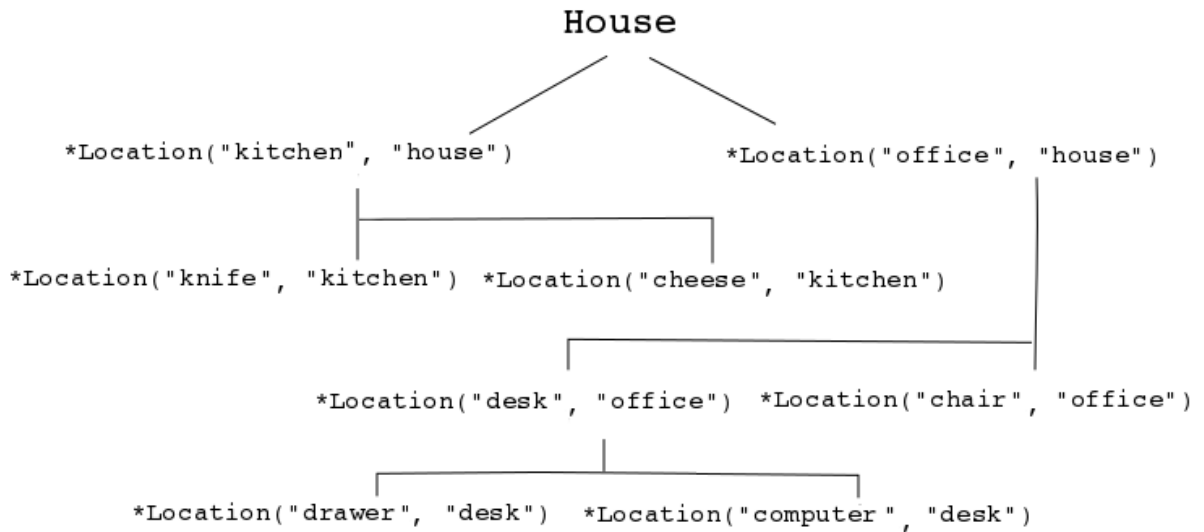 House
*Location("kitchen", "house")
*Location("office", "house")
*Location("knife", "kitchen")
*Location("cheese", "kitchen")
*Location("desk", "office")
*Location("chair", "office")
*Location("drawer", "desk")
*Location("computer", "desk")